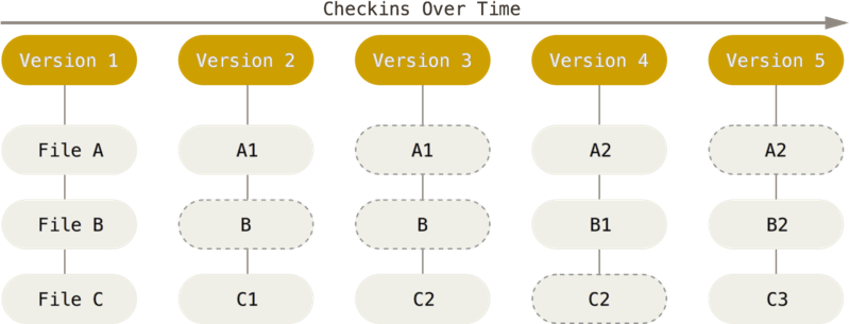 Checkins Over Time
Version 1 Version 2 Version 3 Version 4 Version 5
File A A1 A1 A2 A2
File B B B B1 B2
File C C1 C2 C2 C3